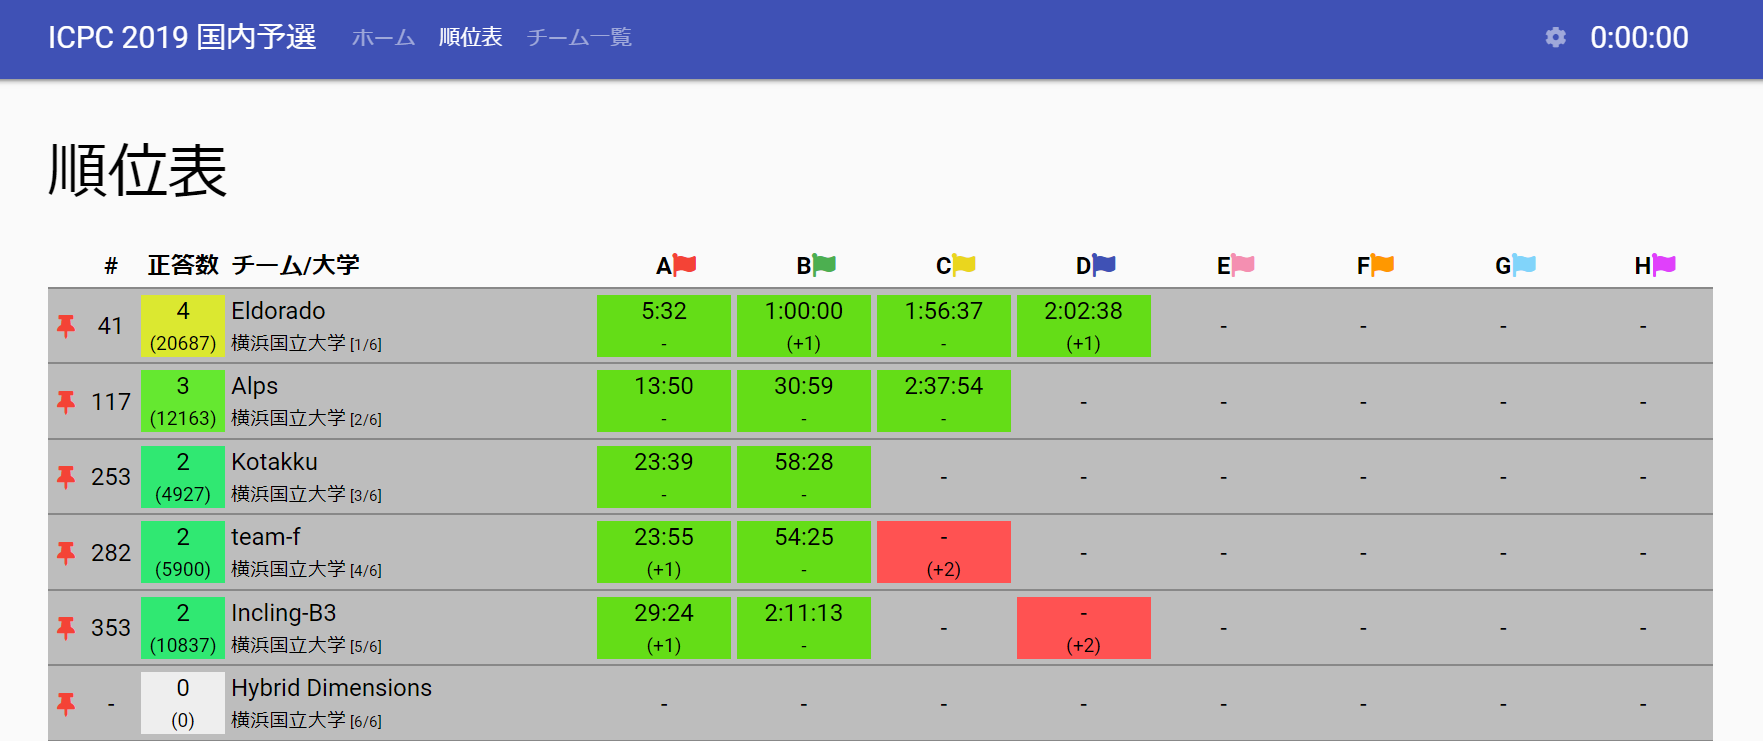 ICPC 2019 国内予選 ホーム 順位表 チーム一覧 0:00:00
順位表
# 正答数 チーム/大学 A B C D E F G H
41 4 Eldorado 5:32 1:00:00 1:56:37 2:02:38 - - - -
(20687) 横浜国立大学 [1/6] - (+1) - (+1)
117 3 Alps 13:50 30:59 2:37:54 - - - - -
(12163) 横浜国立大学 [2/6] - - -
253 2 Kotakku 23:39 58:28 - - - - - -
(4927) 横浜国立大学 [3/6] - -
282 2 team-f 23:55 54:25 - - - - - -
(5900) 横浜国立大学 [4/6] (+1) - (+2)
353 2 Incling-B3 29:24 2:11:13 - - - - - -
(10837) 横浜国立大学 [5/6] (+1) - (+2)
- 0 Hybrid Dimensions - - - - - - - -
(0) 横浜国立大学 [6/6]